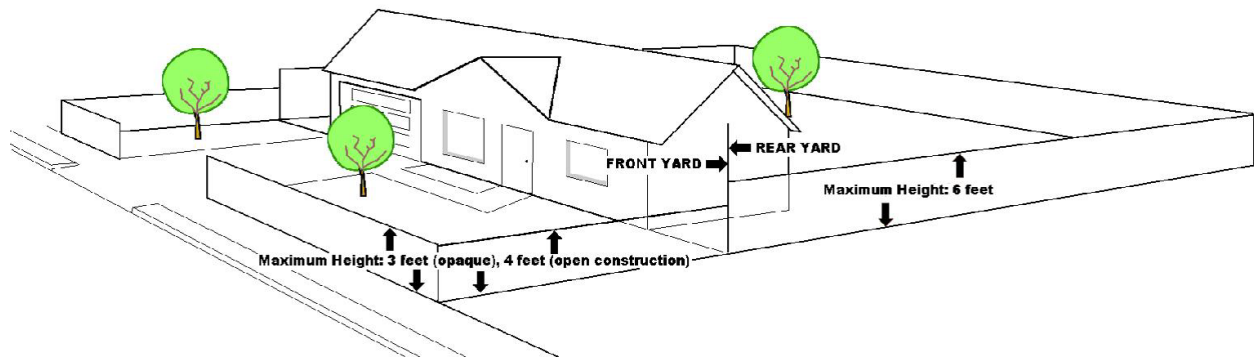 FRONT YARD
REAR YARD
Maximum Height: 6 feet
Maximum Height: 3 feet (opaque), 4 feet (open construction)